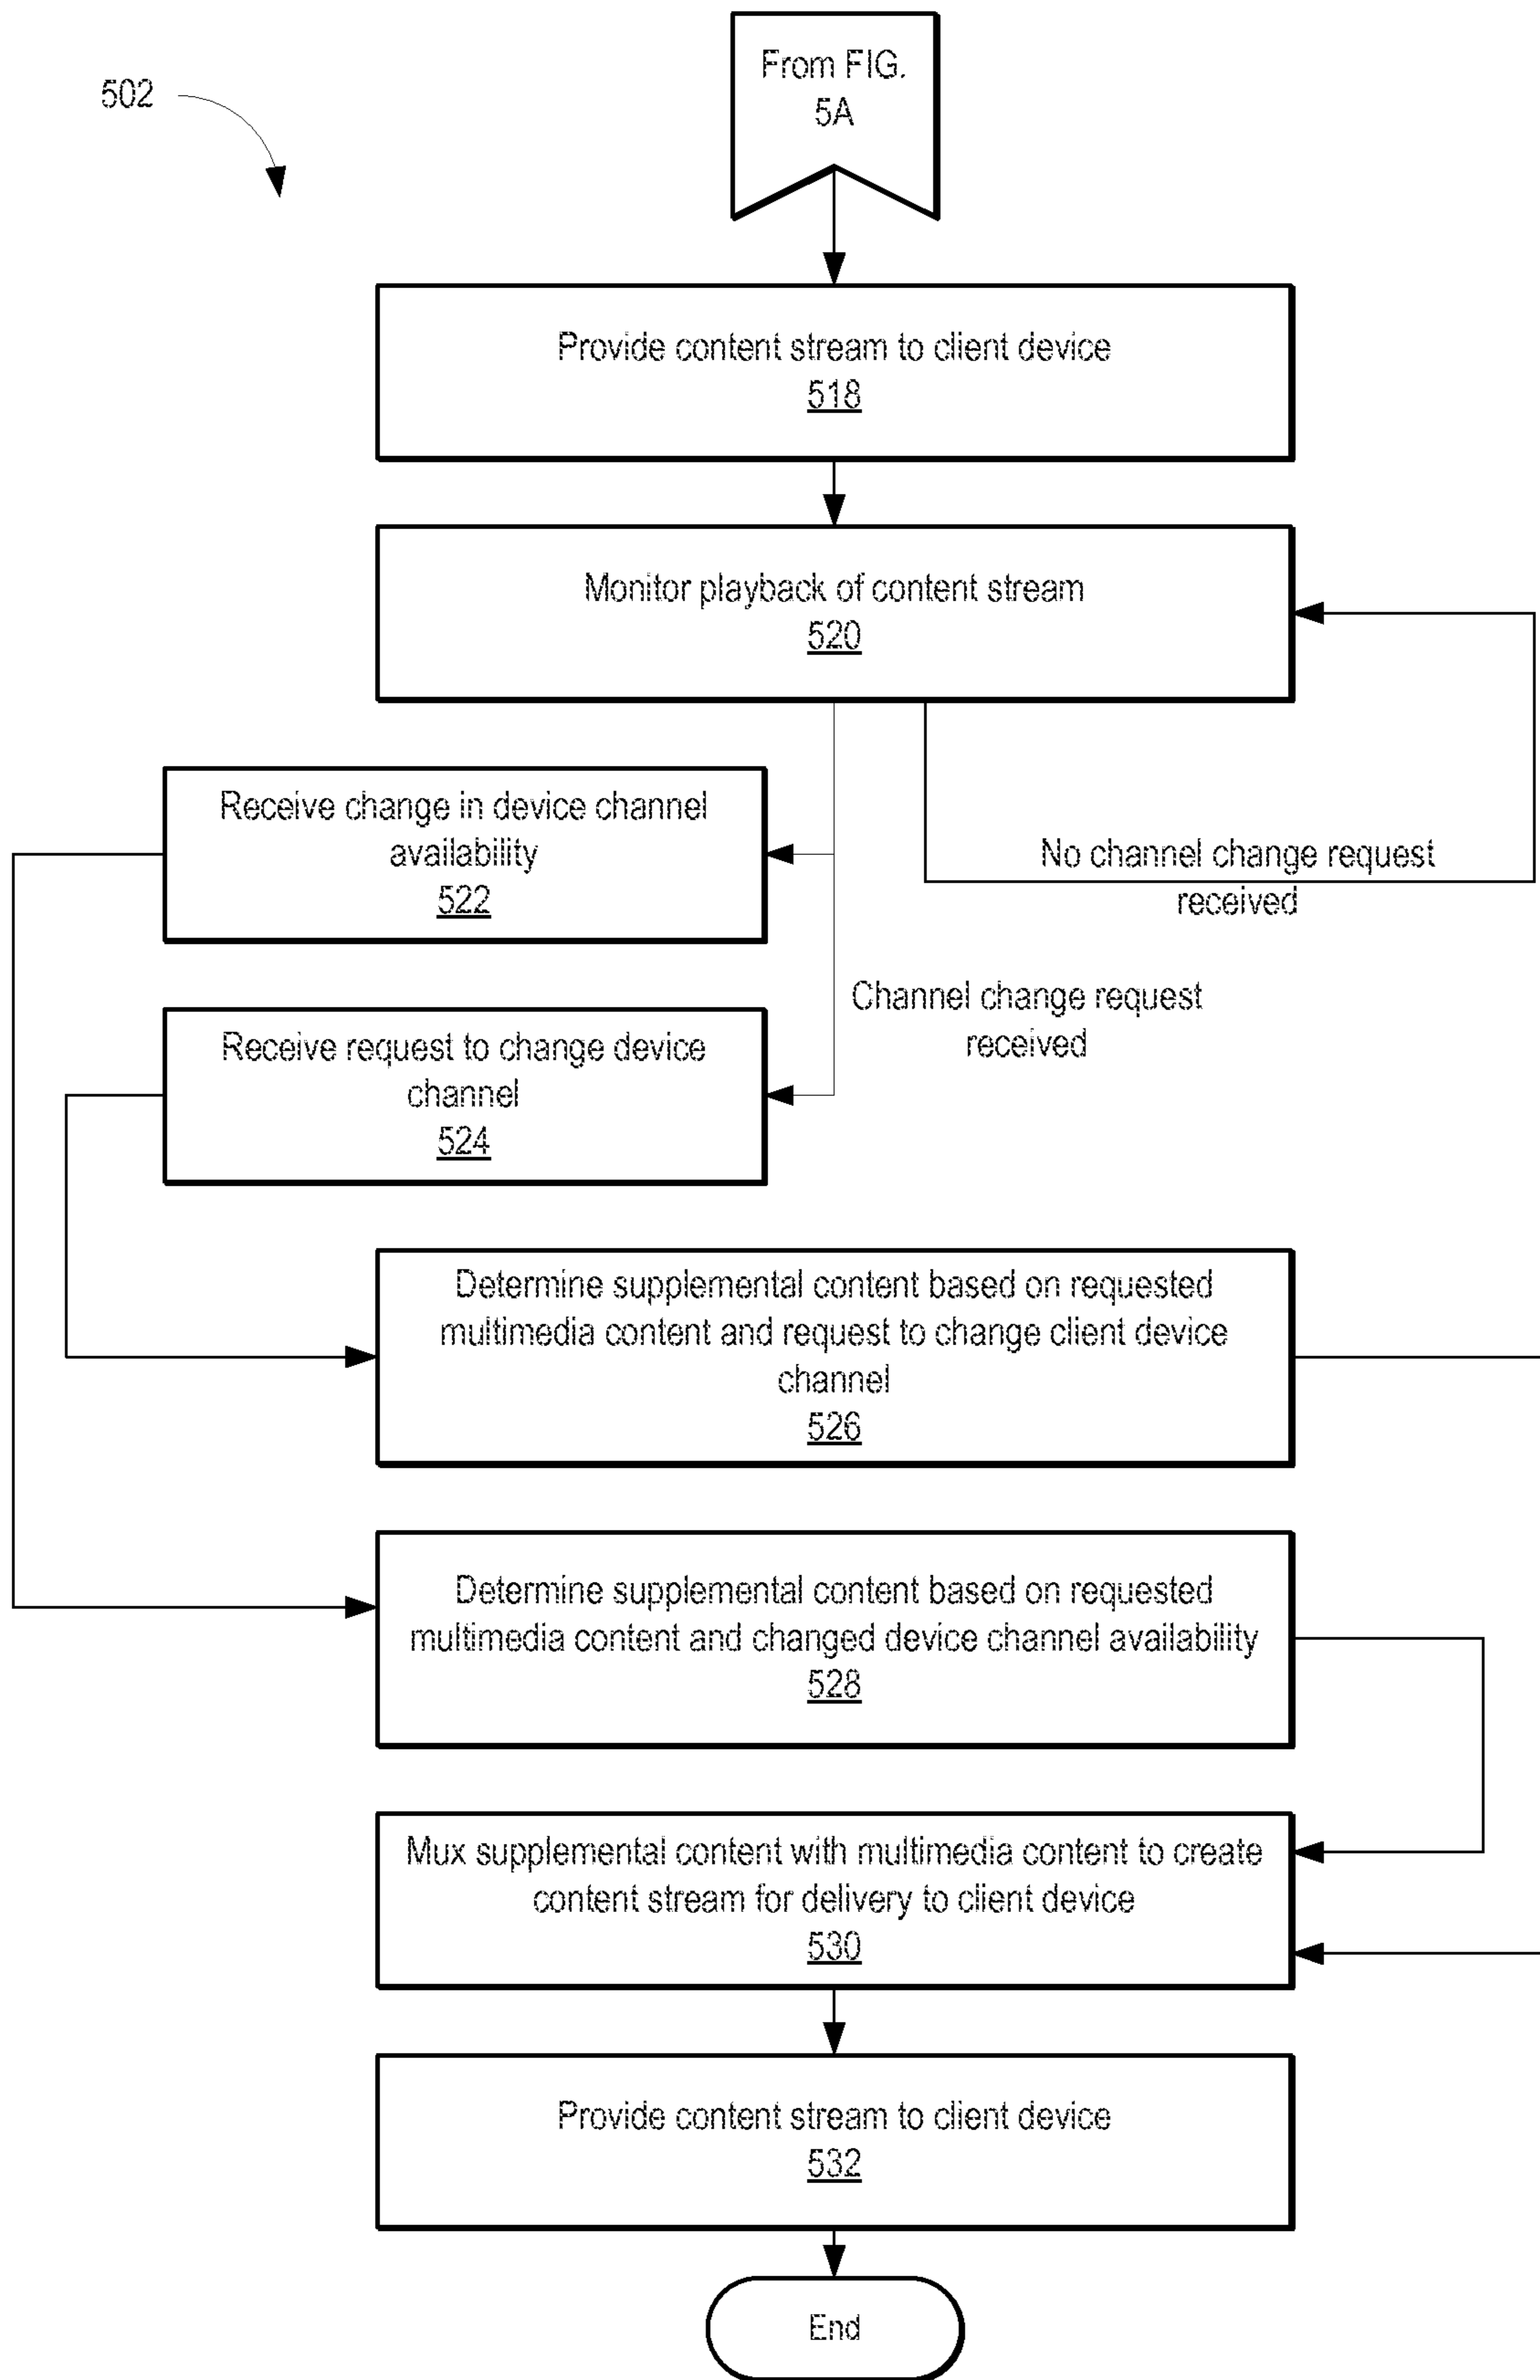 502
From FIG.
5A
Provide content stream to client device
518
Monitor playback of content stream
520
Receive change in device channel
availability
522
No channel change request
received
Channel change request
received
Receive request to change device
channel
524
Determine supplemental content based on requested
multimedia content and request to change client device
channel
526
Determine supplemental content based on requested
multimedia content and changed device channel availability
528
Mux supplemental content with multimedia content to create
content stream for delivery to client device
530
Provide content stream to client device
532
End